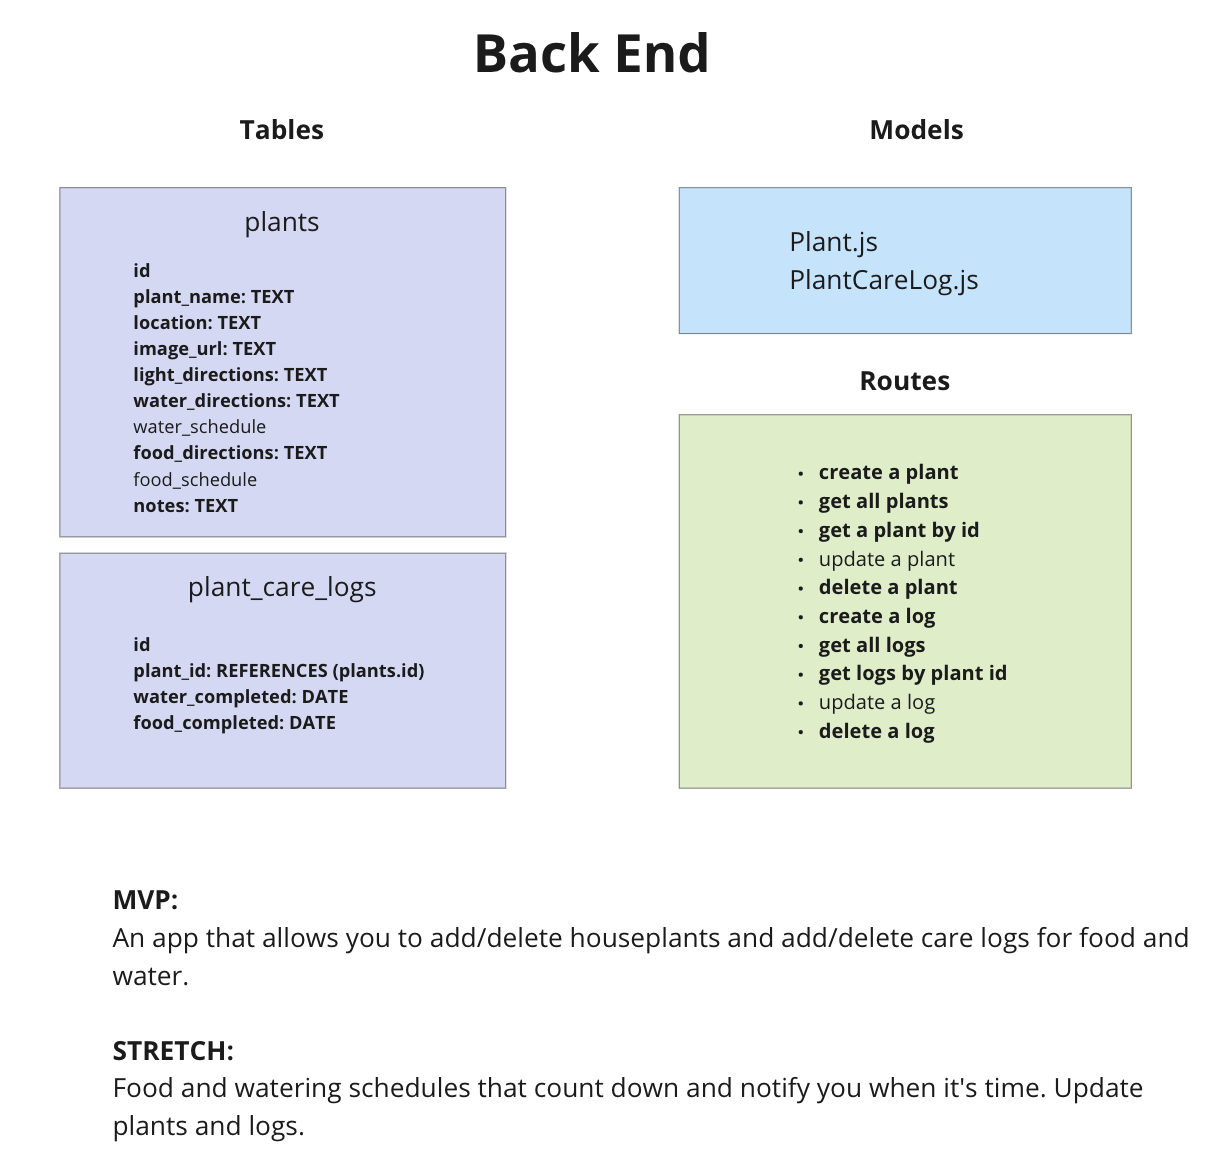 Back End
Tables
plants
id
plant_name: TEXT
location: TEXT
image_url: TEXT
light_directions: TEXT
water_directions: TEXT
water_schedule
food_directions: TEXT
food_schedule
notes: TEXT
plant_care_logs
id
plant_id: REFERENCES (plants.id)
water_completed: DATE
food_completed: DATE
Models
Plant.js
PlantCareLog.js
Routes
• create a plant
• get all plants
• get a plant by id
• update a plant
• delete a plant
• create a log
• get all logs
• get logs by plant id
• update a log
• delete a log
MVP:
An app that allows you to add/delete houseplants and add/delete care logs for food and
water.
STRETCH:
Food and watering schedules that count down and notify you when it's time. Update
plants and logs.